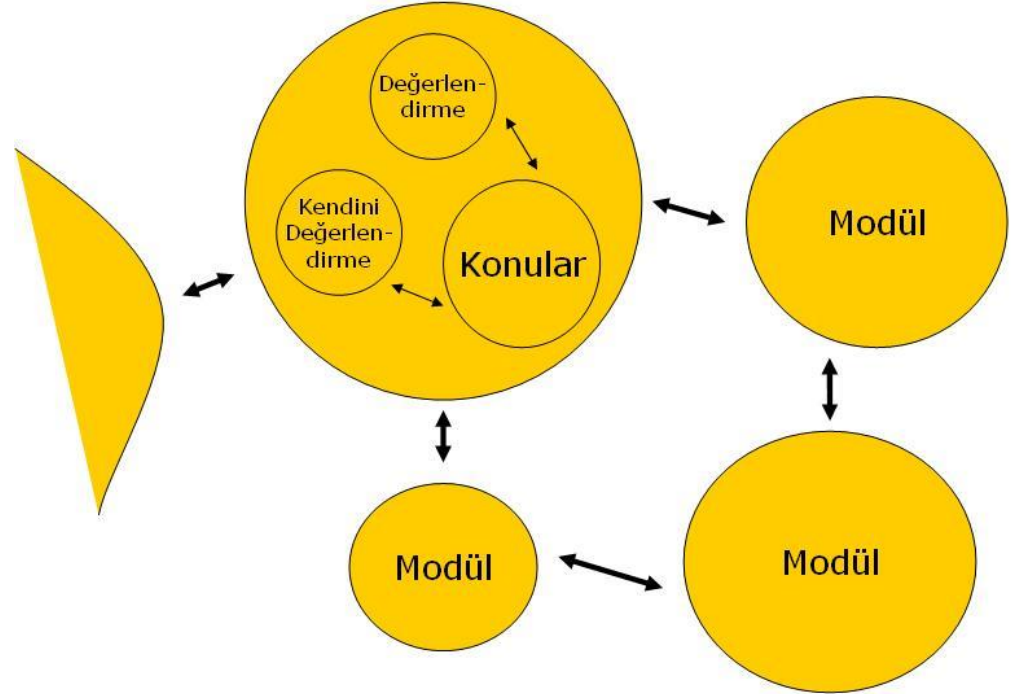 Değerlen-
dirme
Kendini
Değerlen-
dirme
Konular
Modül
Modül
Modül